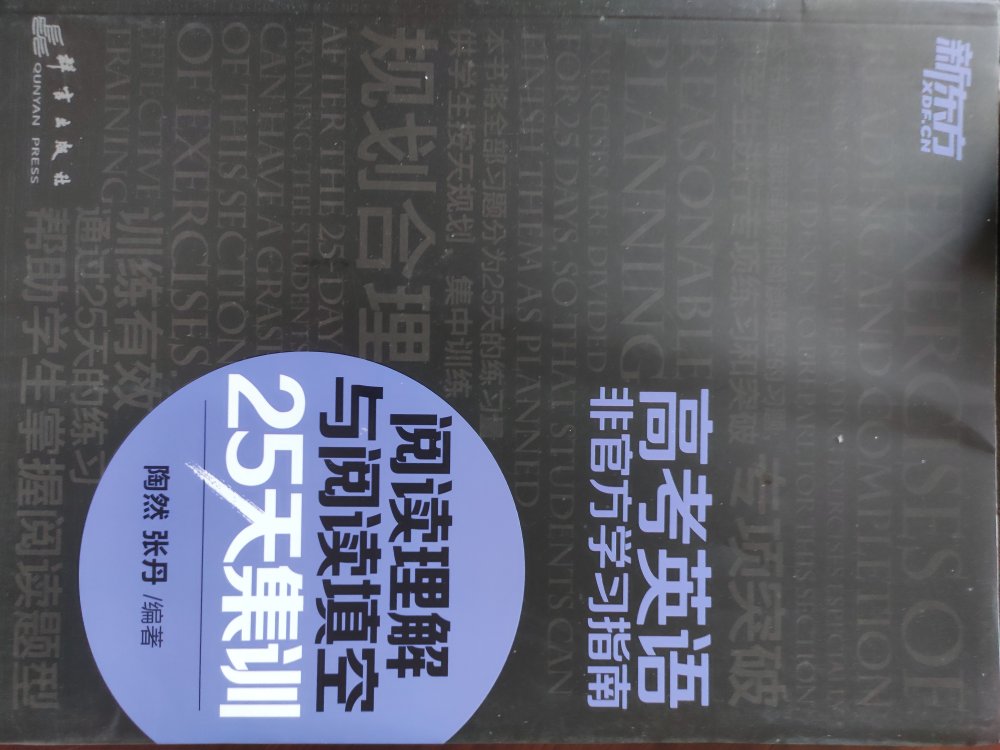 新东方
XDF.CN
高考英语
非官方学习指南
EXERCISES OF
READING AND COMPLETION
专项突破
REASONABLE
PLANNING
FOR 25 DAYS SO THAT STUDENTS CAN
FINISH THEM AS PLANNED
本书将全部习题分为25天的练习量
供学生按天规划 集中训练
规划合理
阅读理解
与阅读填空
25天集训
陶然 张丹 /编著
AFTER THE 25-DAY
TRAINING, THE STUDENTS
CAN HAVE A GRASP
OF THIS SECTION
OF EXERCISES
EFFECTIVE
TRAINING
训练有效
通过25天的练习
帮助学生掌握阅读题型
群言出版社
QUNYAN PRESS